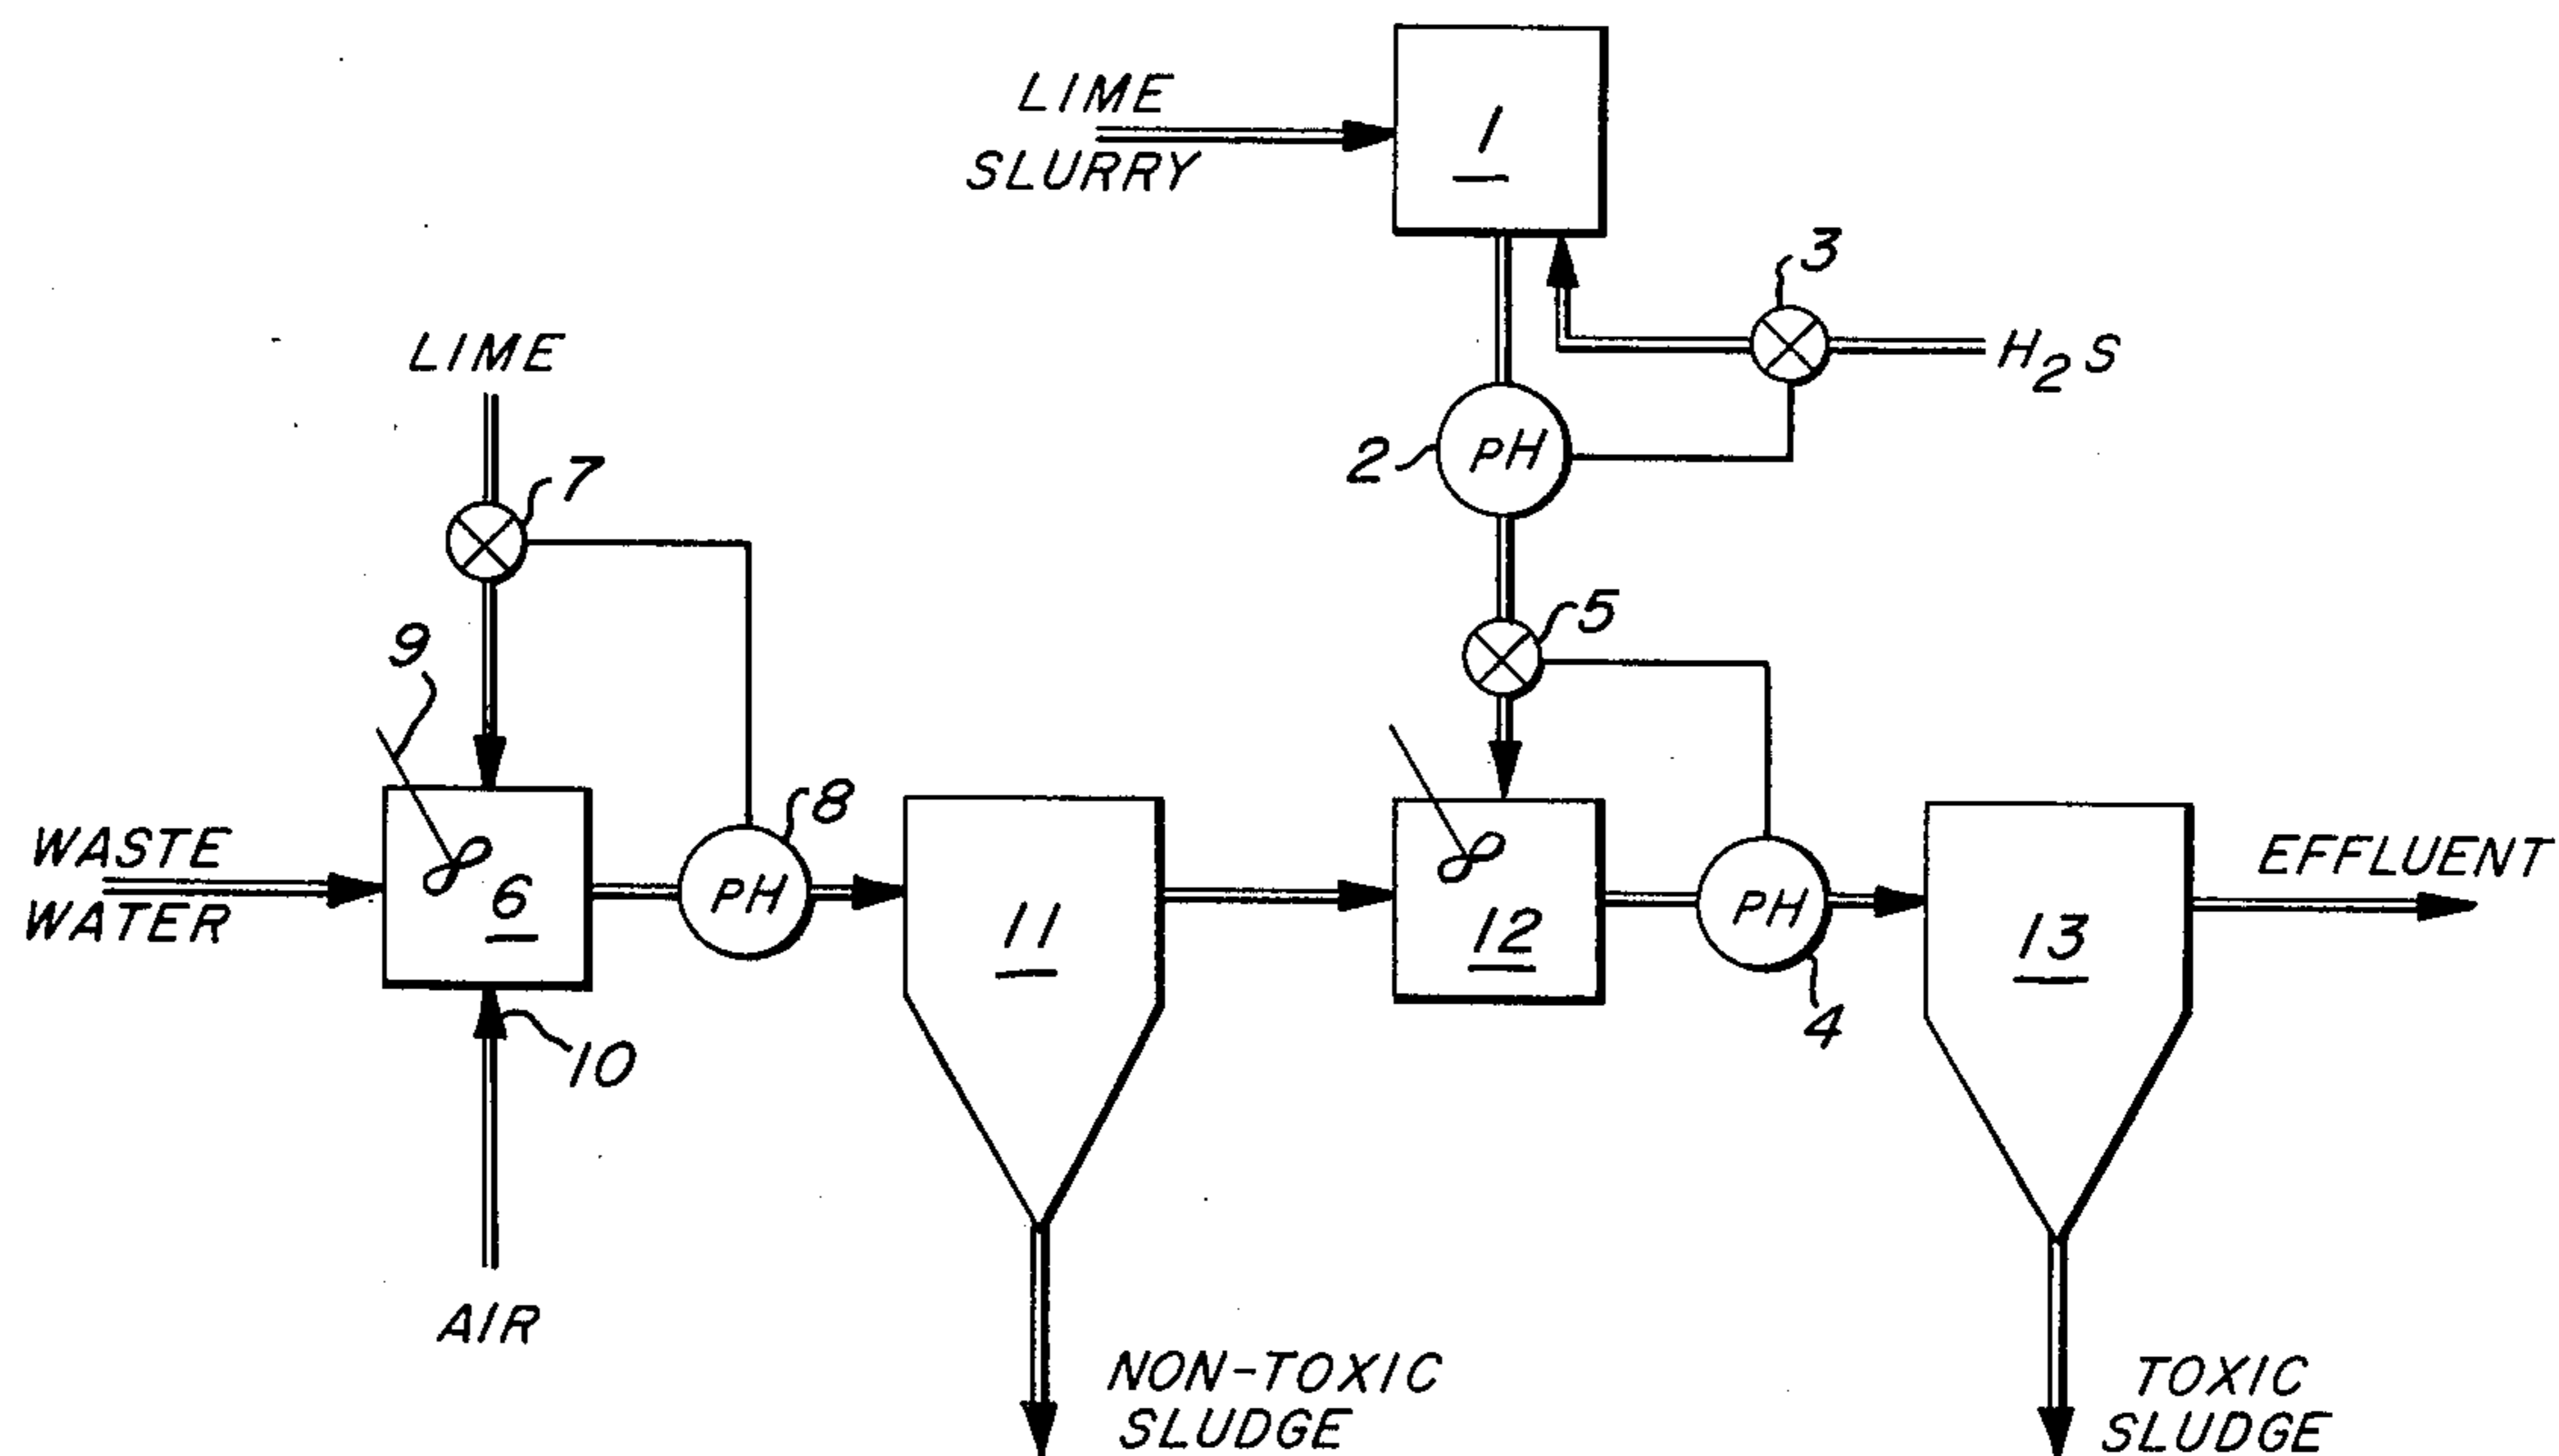 LIME
SLURRY
1
3
H2S
LIME
2
pH
7
5
9
8
WASTE
WATER
6
pH
11
12
pH
13
EFFLUENT
4
10
AIR
NON-TOXIC
SLUDGE
TOXIC
SLUDGE